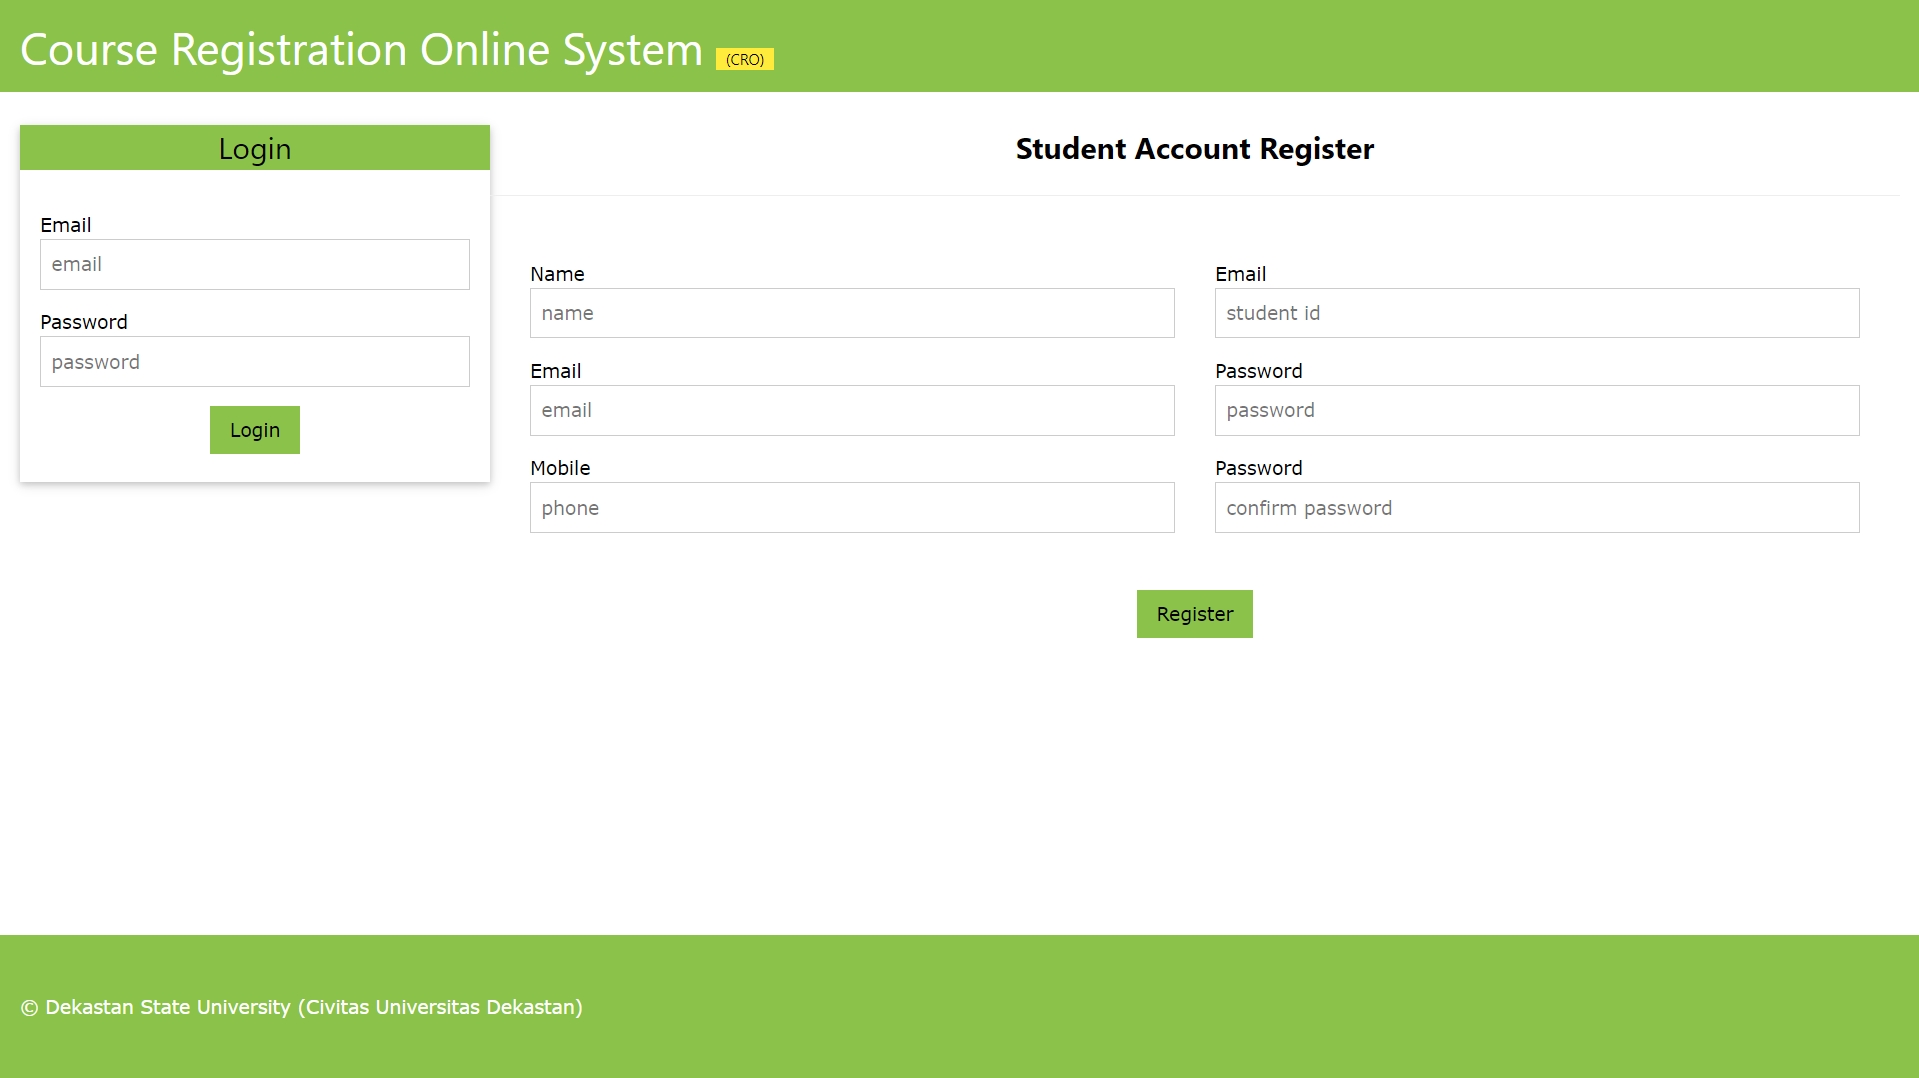 Course Registration Online System (CRO)
Login
Email
email
Password
password
Login
Student Account Register
Name
name
Email
student id
Email
email
Password
password
Mobile
phone
Password
confirm password
Register
© Dekastan State University (Civitas Universitas Dekastan)